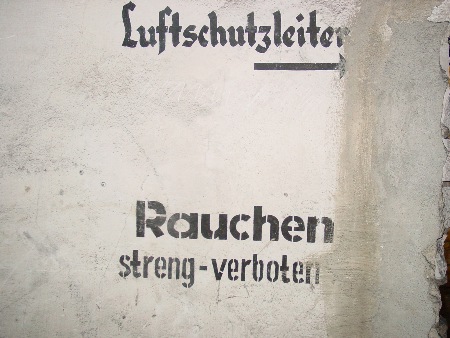 Luftschutzleiter
Rauchen
streng-verboten